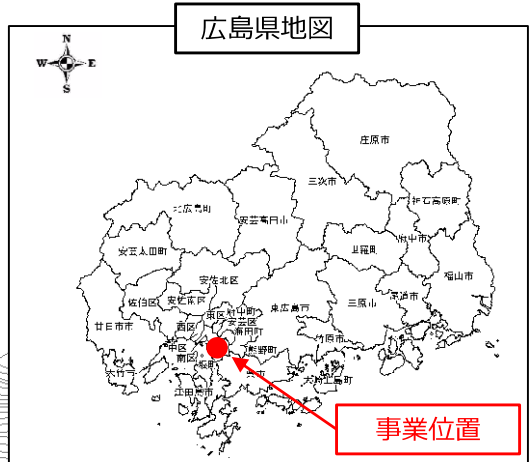 広島県地図
N
W E
S
庄原市
三次市
神石高原町
北広島町
安芸高田市
府中市
世羅町
安芸太田町
福山市
安佐北区
尾道市
佐伯区
安佐南区
東広島市
三原市
府中町
東区
安芸区
廿日市市
西区
海田町
竹原市
中区
熊野町
南区
坂町
大竹市
呉市
大崎上島町
江田島市
事業位置